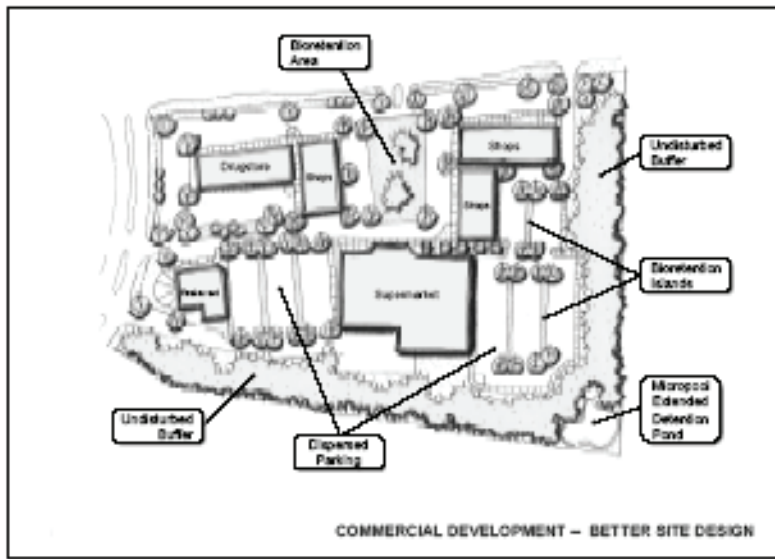 Bioretention
Area
Shops
Undisturbed
Buffer
Drugstore
Shops
Shops
Bioretention
Islands
Supermarket
Micropool
Extended
Detention
Pond
Undisturbed
Buffer
Dispersed
Parking
COMMERCIAL DEVELOPMENT – BETTER SITE DESIGN